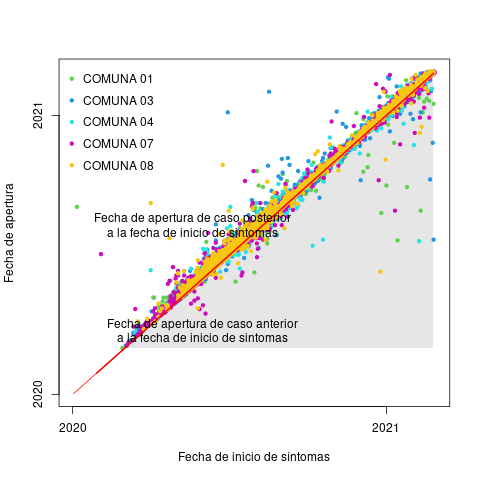 COMUNA 01
COMUNA 03
COMUNA 04
COMUNA 07
COMUNA 08
Fecha de apertura de caso posterior
a la fecha de inicio de síntomas
Fecha de apertura de caso anterior
a la fecha de inicio de sintomas
Fecha de apertura
2021
2020
2020
2021
Fecha de inicio de síntomas